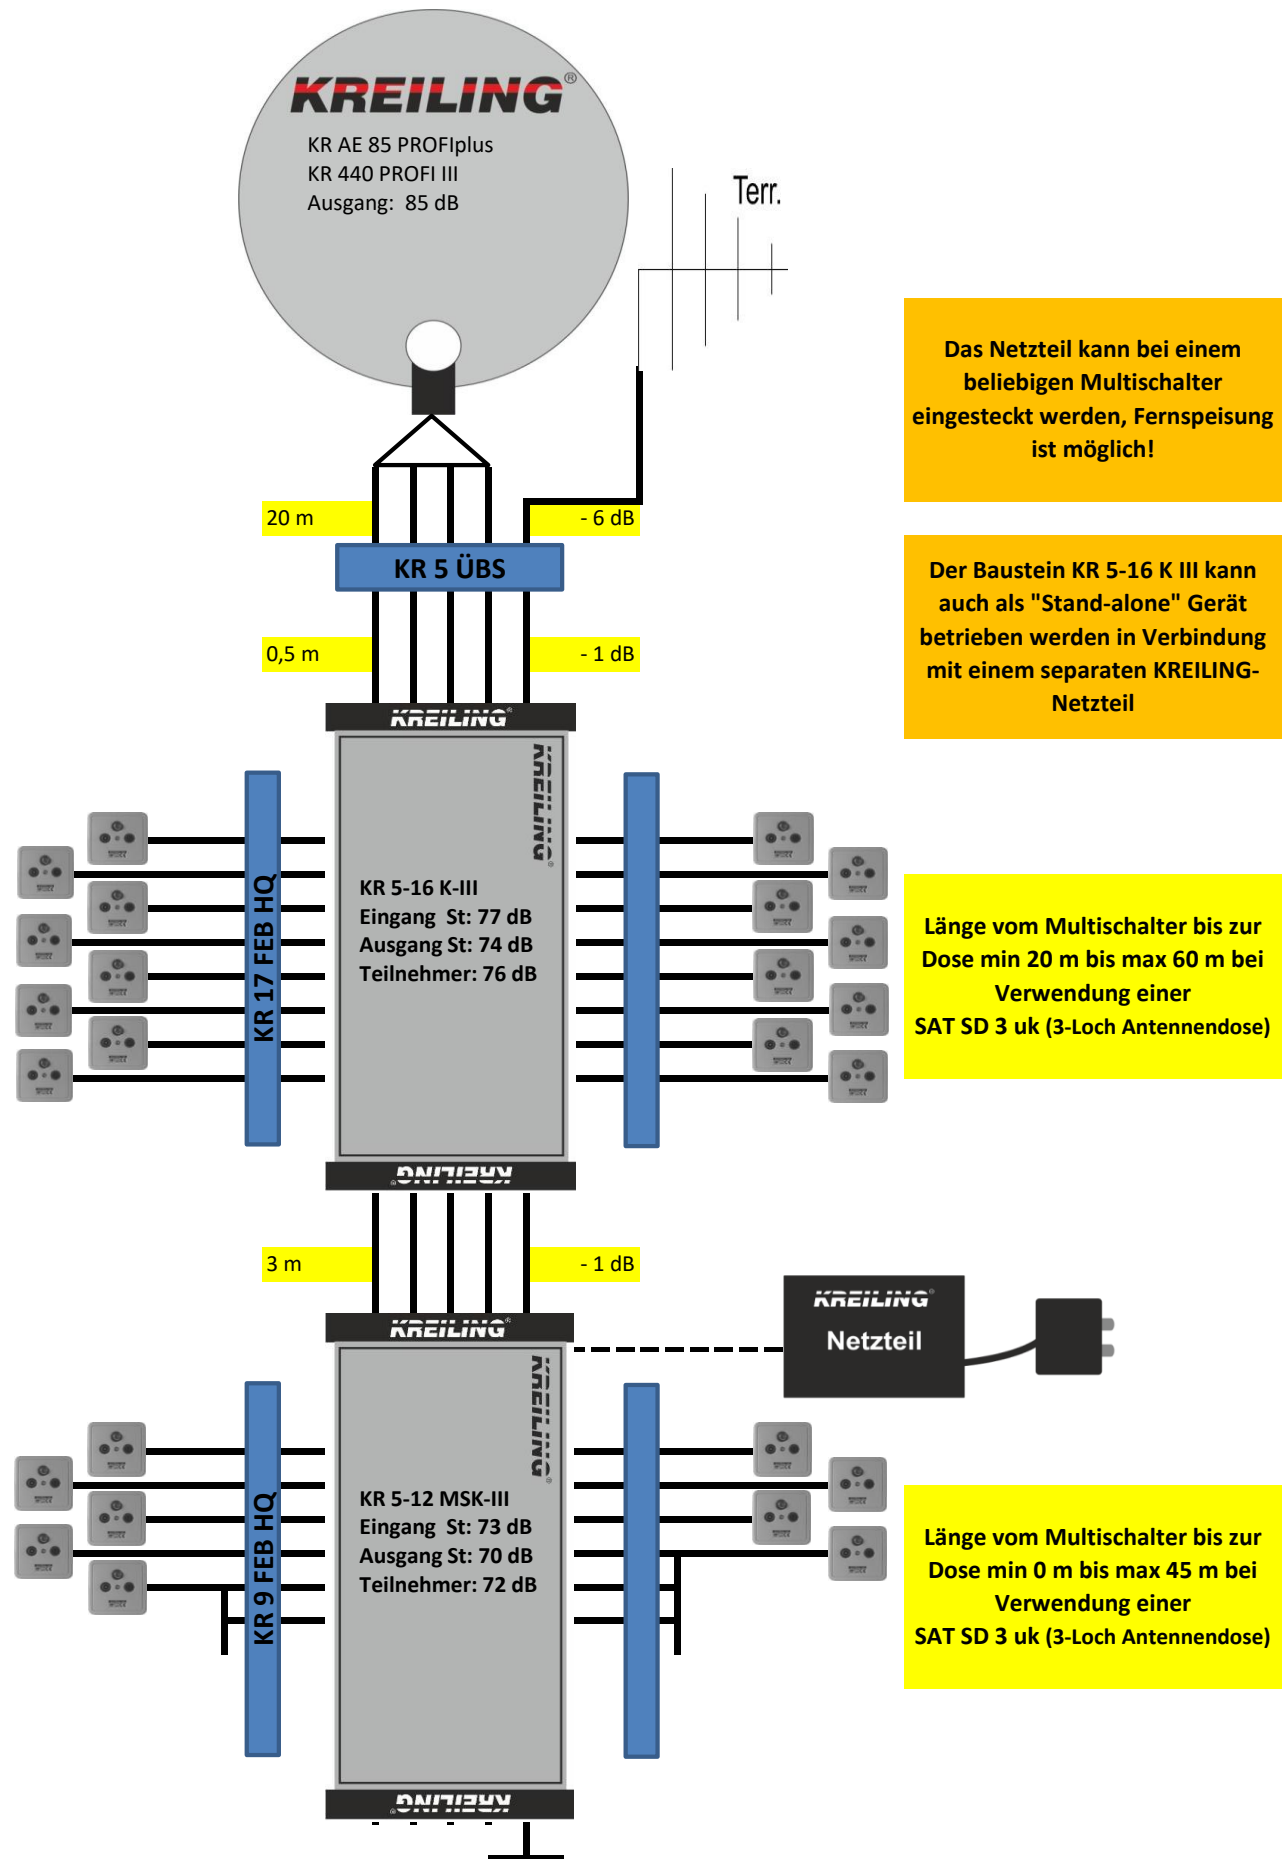 KREILING®
KR AE 85 PROFIplus
KR 440 PROFI III
Ausgang: 85 dB
Terr.
Das Netzteil kann bei einem
beliebigen Multischalter
eingesteckt werden, Fernspeisung
ist möglich!
20 m
- 6 dB
KR 5 ÜBS
Der Baustein KR 5-16 K III kann
auch als "Stand-alone" Gerät
betrieben werden in Verbindung
mit einem separaten KREILING-
Netzteil
0,5 m
- 1 dB
KREILING®
KREILING®
KR 17 FEB HQ
KR 5-16 K-III
Eingang St: 77 dB
Ausgang St: 74 dB
Teilnehmer: 76 dB
Länge vom Multischalter bis zur
Dose min 20 m bis max 60 m bei
Verwendung einer
SAT SD 3 uk (3-Loch Antennendose)
KREILING®
3 m
- 1 dB
KREILING®
Netzteil
KREILING®
KREILING®
KR 9 FEB HQ
KR 5-12 MSK-III
Eingang St: 73 dB
Ausgang St: 70 dB
Teilnehmer: 72 dB
Länge vom Multischalter bis zur
Dose min 0 m bis max 45 m bei
Verwendung einer
SAT SD 3 uk (3-Loch Antennendose)
KREILING®